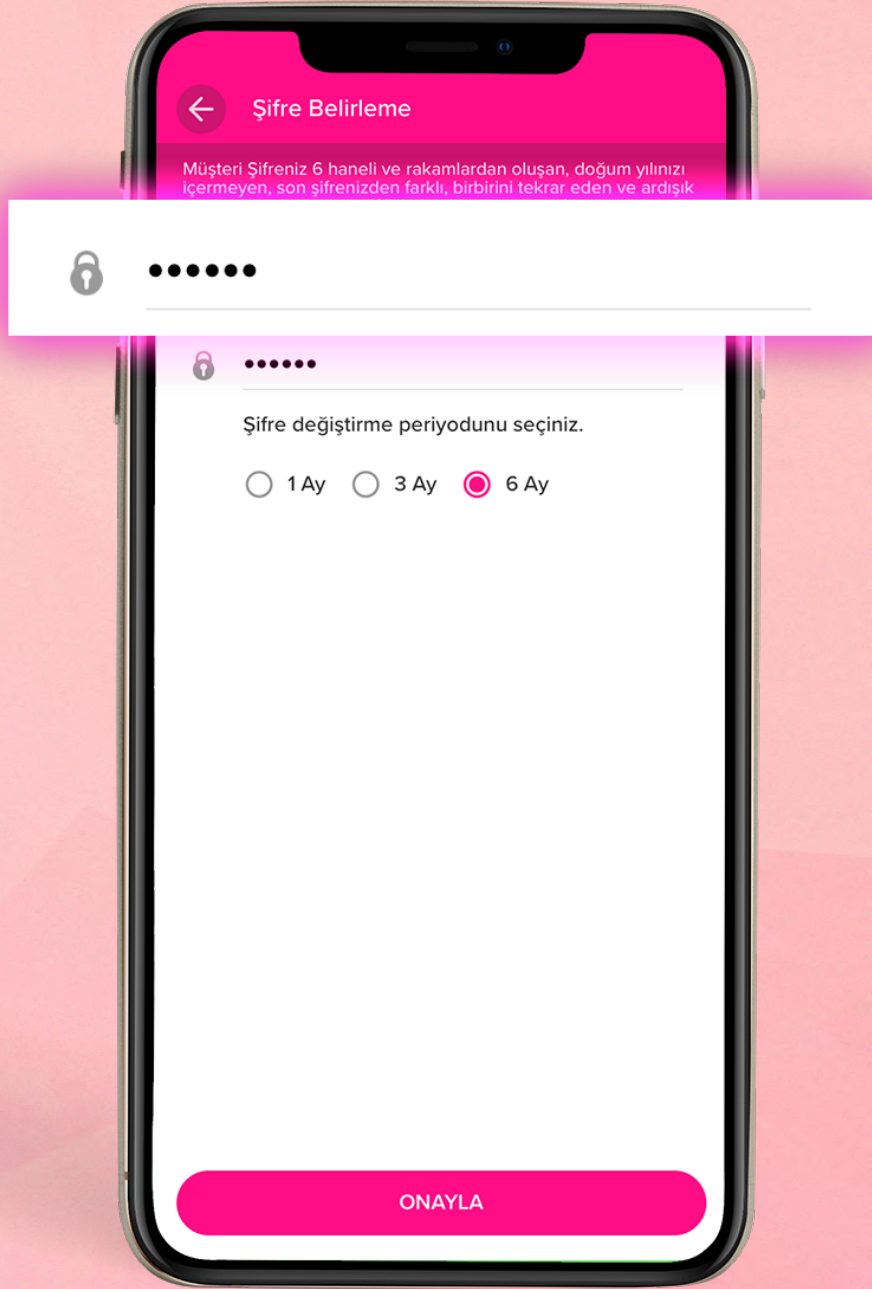 Şifre Belirleme
Müşteri Şifreniz 6 haneli ve rakamlardan oluşan, doğum yılınızı
içermeyen, son şifrenizden farklı, birbirini tekrar eden ve ardışık
••••••
••••••
Şifre değiştirme periyodunu seçiniz.
1 Ay 3 Ay 6 Ay
ONAYLA